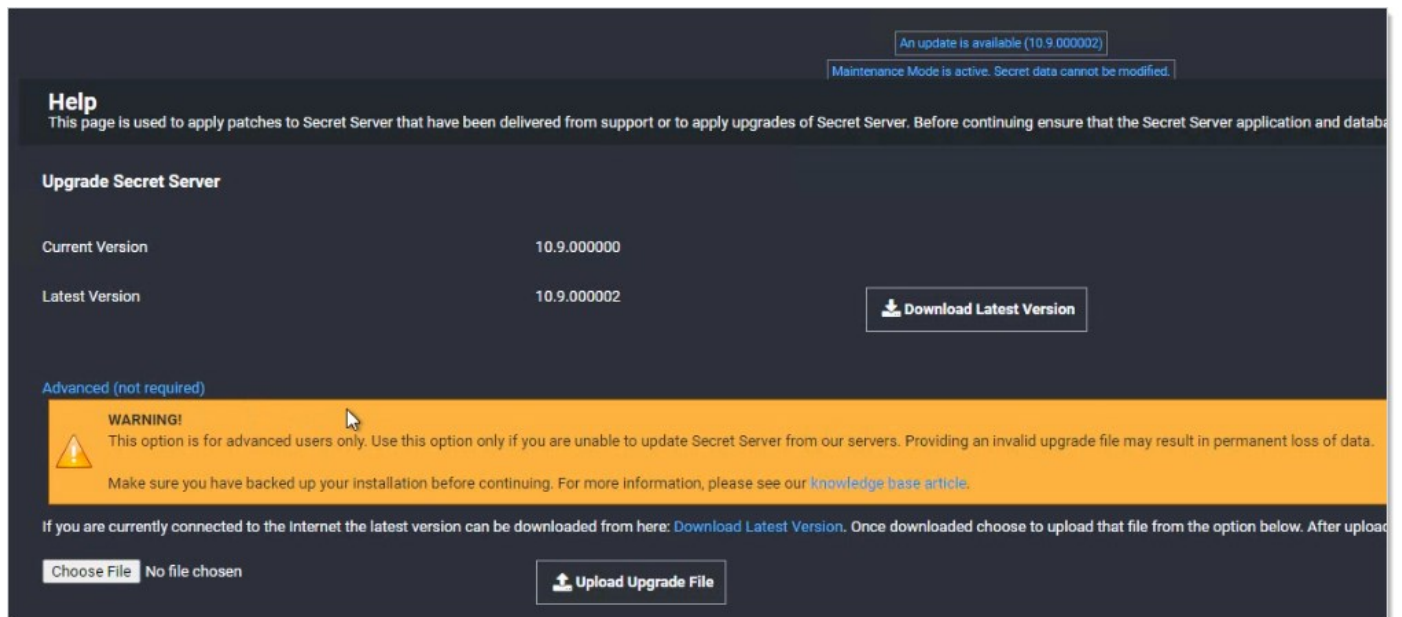 An update is available (10.9.000002)
Maintenance Mode is active. Secret data cannot be modified.
Help
This page is used to apply patches to Secret Server that have been delivered from support or to apply upgrades of Secret Server. Before continuing ensure that the Secret Server application and databa
Upgrade Secret Server
Current Version 10.9.000000
Latest Version 10.9.000002 Download Latest Version
Advanced (not required)
WARNING!
This option is for advanced users only. Use this option only if you are unable to update Secret Server from our servers. Providing an invalid upgrade file may result in permanent loss of data.
Make sure you have backed up your installation before continuing. For more information, please see our knowledge base article.
If you are currently connected to the Internet the latest version can be downloaded from here: Download Latest Version. Once downloaded choose to upload that file from the option below. After upload
Choose File No file chosen Upload Upgrade File